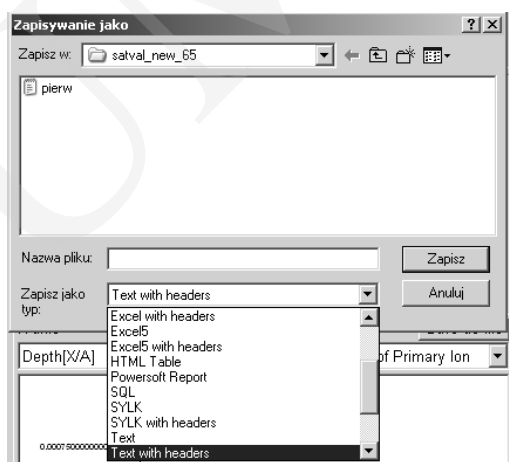 Zapisywanie jako
Zapisz w: satval_new_65
pierw
Nazwa pliku: Zapisz
Zapisz jako typ: Text with headers Anuluj
Excel with headers
Excel5
Excel5 with headers
HTML Table
Powersoft Report
SQL
SYLK
SYLK with headers
Text
Text with headers
Depth[X/A] of Primary Ion